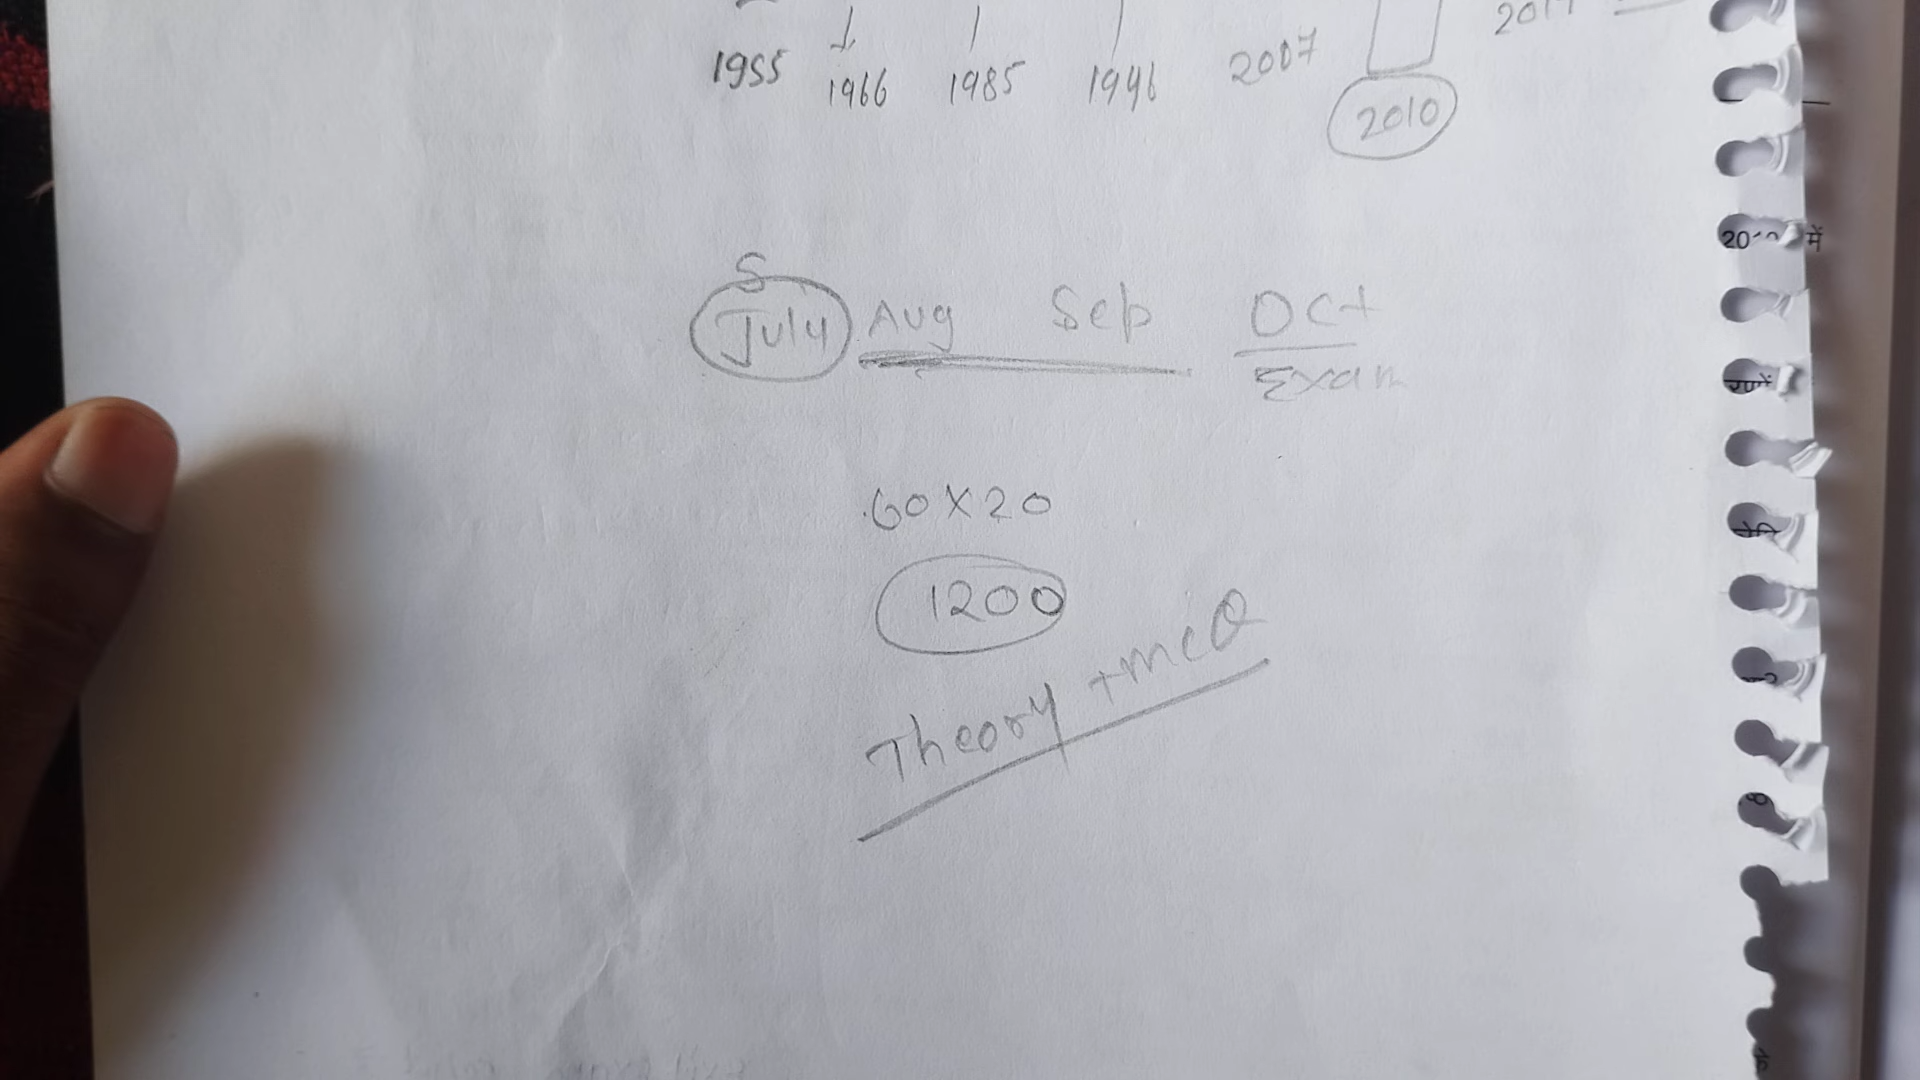 1955 1966 1985 1996 2007 2010
S
July Aug Sep Oct
Exam
60X20
1200
Theory + MCQ
में